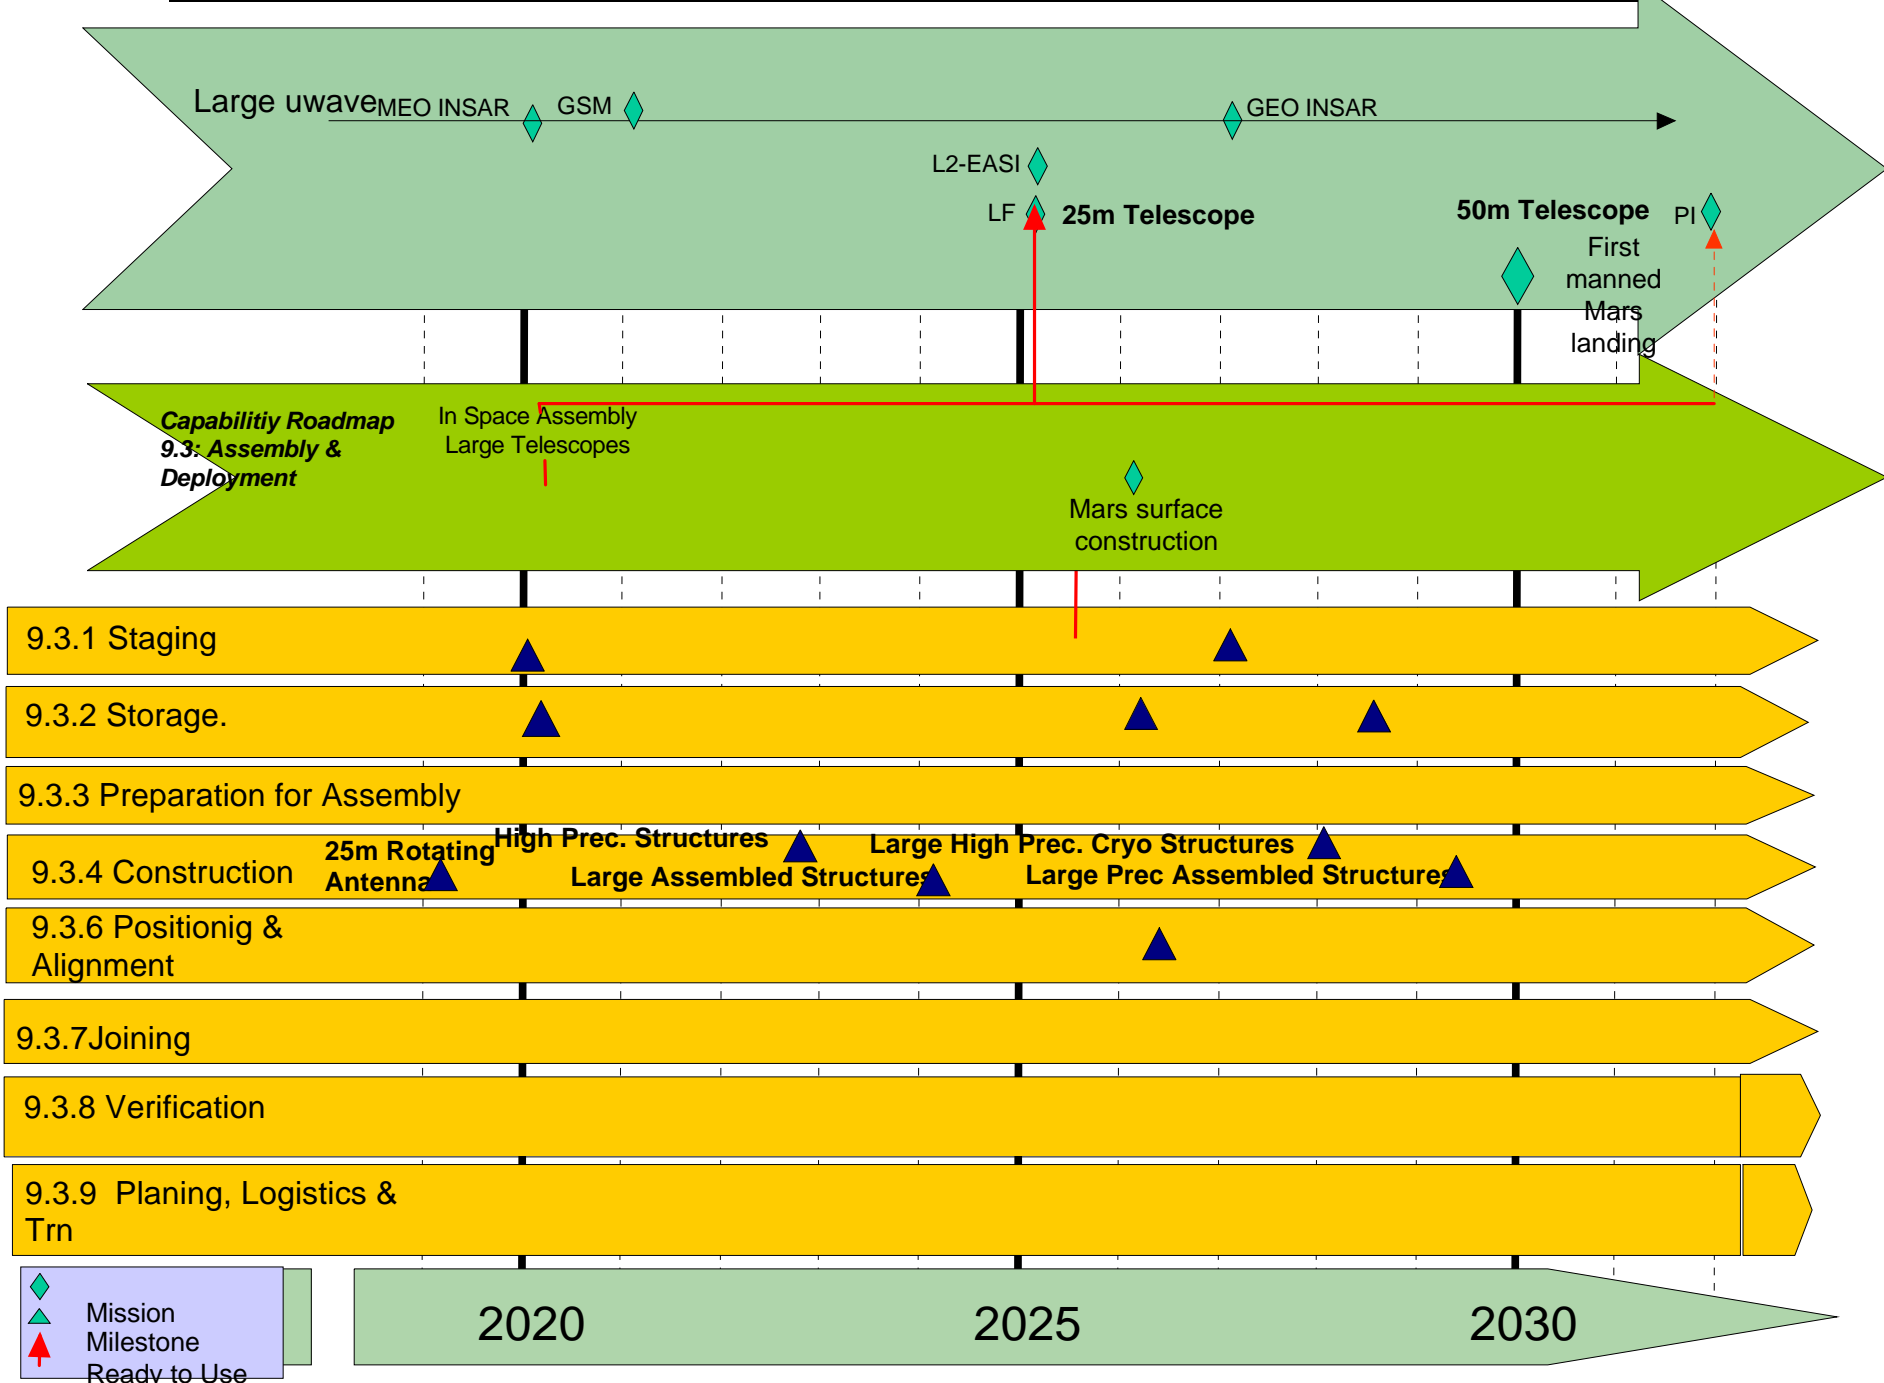 Large uwave
MEO INSAR
GSM
GEO INSAR
L2-EASI
LF
25m Telescope
50m Telescope
PI
First
manned
Mars
landing
Capabilitiy Roadmap
9.3: Assembly &
Deployment
In Space Assembly
Large Telescopes
Mars surface
construction
9.3.1 Staging
9.3.2 Storage.
9.3.3 Preparation for Assembly
9.3.4 Construction
25m Rotating
Antenna
High Prec. Structures
Large Assembled Structures
Large High Prec. Cryo Structures
Large Prec Assembled Structures
9.3.6 Positionig &
Alignment
9.3.7Joining
9.3.8 Verification
9.3.9 Planing, Logistics &
Trn
Mission
Milestone
Ready to Use
2020
2025
2030